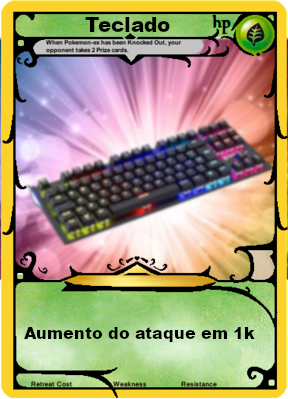 Teclado
hp
When Pokemon-ex has been Knocked Out, your
opponent takes 2 Prize cards.
Aumento do ataque em 1k
Retreat Cost Weakness Resistance